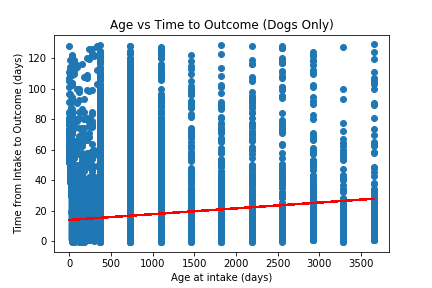 Age vs Time to Outcome (Dogs Only)
Time from Intake to Outcome (days)
120
100
80
60
40
20
0
0 500 1000 1500 2000 2500 3000 3500
Age at intake (days)